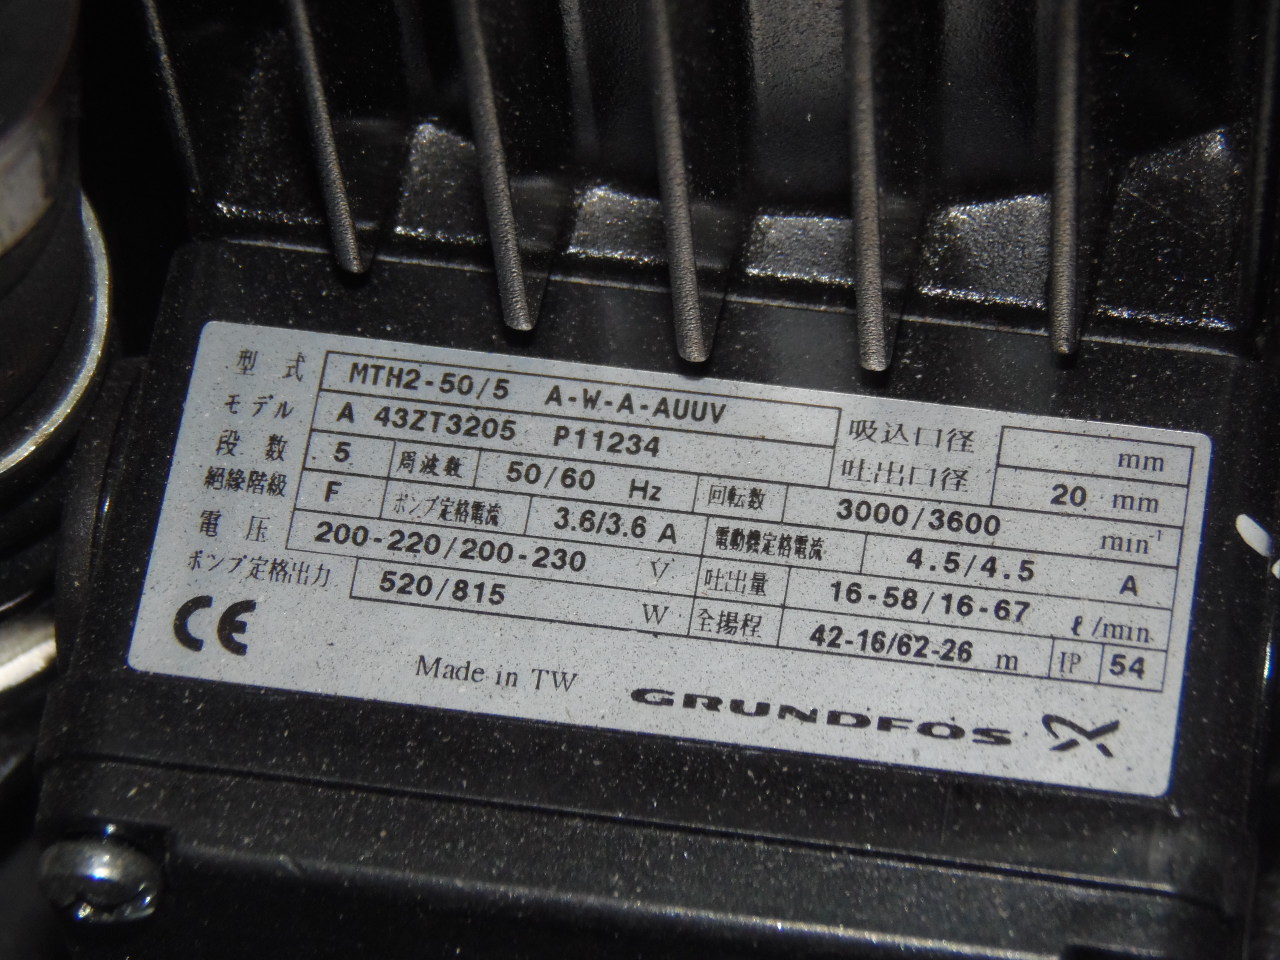 型式 MTH2-50/5 A-W-A-AUUV 吸込口径 mm
モデル A 43ZT3205 P11234 吐出口径 20 mm
段数 5 周波数 50/60 Hz 回転数 3000/3600 min⁻¹
絶縁階級 F ポンプ定格電流 3.6/3.6 A 電動機定格電流 4.5/4.5 A
電圧 200-220/200-230 V 吐出量 16-58/16-67 ℓ/min
ポンプ定格出力 520/815 W 全揚程 42-16/62-26 m IP 54
CE Made in TW GRUNDFOS